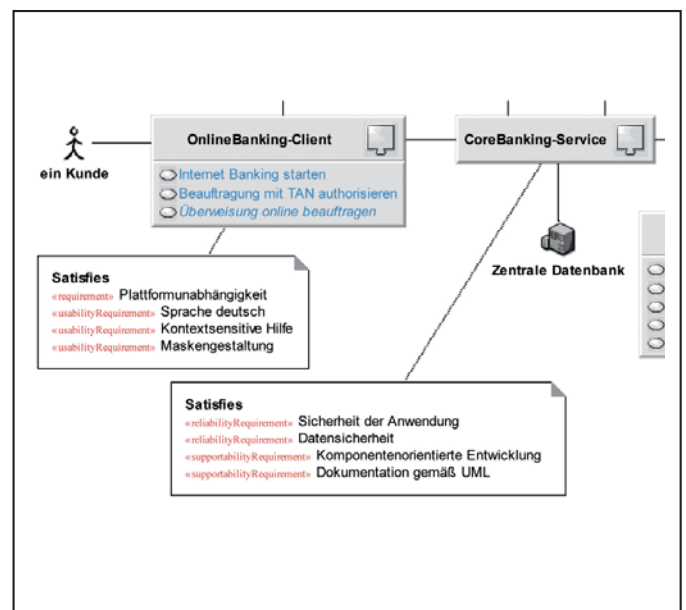 OnlineBanking-Client
CoreBanking-Service
ein Kunde
Internet Banking starten
Beauftragung mit TAN authorisieren
Überweisung online beauftragen
Zentrale Datenbank
Satisfies
«requirement» Plattformunabhängigkeit
«usabilityRequirement» Sprache deutsch
«usabilityRequirement» Kontextsensitive Hilfe
«usabilityRequirement» Maskengestaltung
Satisfies
«reliabilityRequirement» Sicherheit der Anwendung
«reliabilityRequirement» Datensicherheit
«supportabilityRequirement» Komponentenorientierte Entwicklung
«supportabilityRequirement» Dokumentation gemäß UML